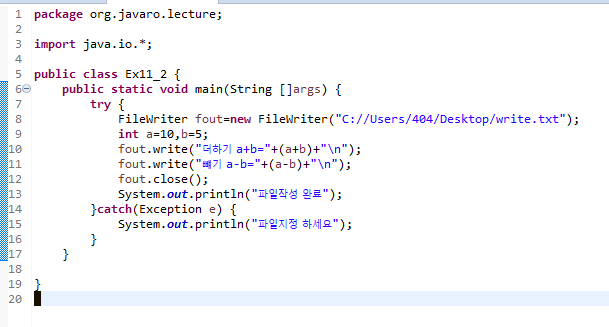 1 package org.javaro.lecture;
2
3 import java.io.*;
4
5 public class Ex11_2 {
6 public static void main(String []args) {
7 try {
8 FileWriter fout=new FileWriter("C://Users/404/Desktop/write.txt");
9 int a=10,b=5;
10 fout.write("더하기 a+b="+(a+b)+"\n");
11 fout.write("빼기 a-b="+(a-b)+"\n");
12 fout.close();
13 System.out.println("파일작성 완료");
14 }catch(Exception e) {
15 System.out.println("파일지정 하세요");
16 }
17 }
18
19 }
20